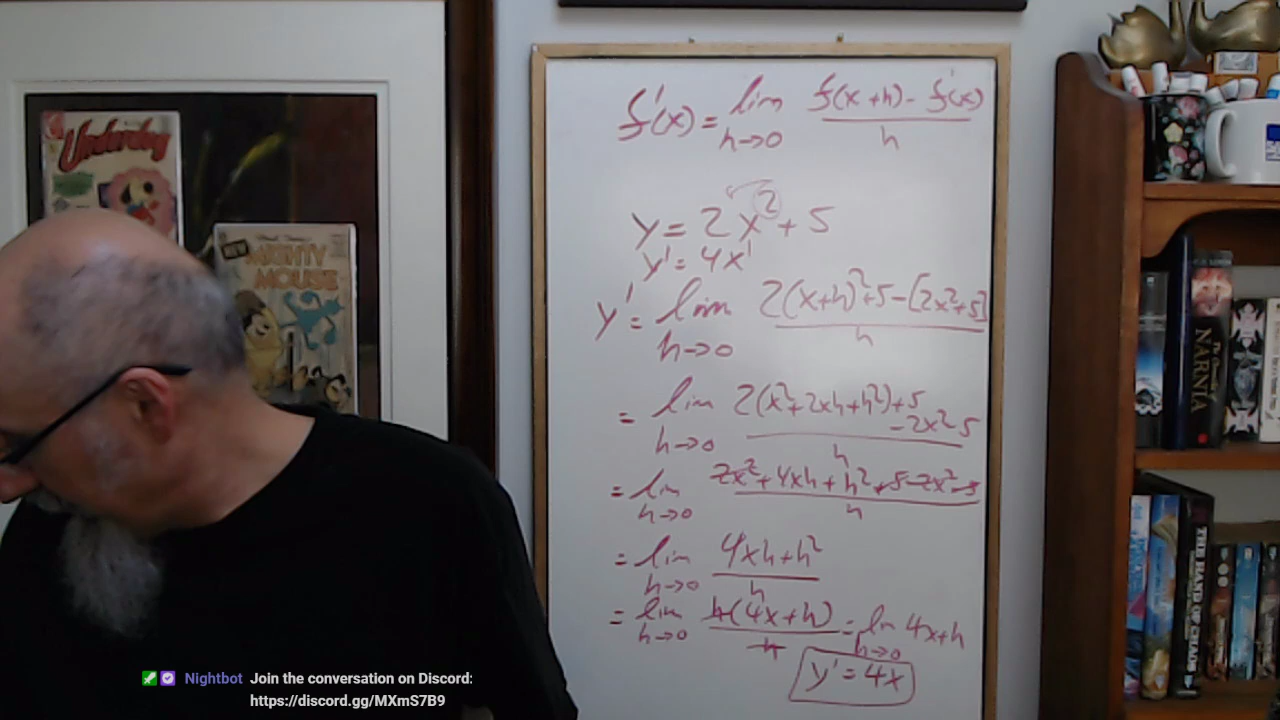 Underdog
NEW
MIGHTY
MOUSE
f'(x) = lim h→0 f(x+h) - f(x) / h
y = 2x² + 5
y' = 4x¹
y' = lim h→0 2(x+h)²+5-[2x²+5] / h
= lim h→0 2(x²+2xh+h²)+5 -2x²-5 / h
= lim h→0 2x²+4xh+h²+5-2x²-5 / h
= lim h→0 4xh+h² / h
= lim h→0 h(4x+h) / h = lim h→0 4x+h
y' = 4x
NARNIA
THE HAND OF CHAOS
Nightbot Join the conversation on Discord:
https://discord.gg/MXmS7B9